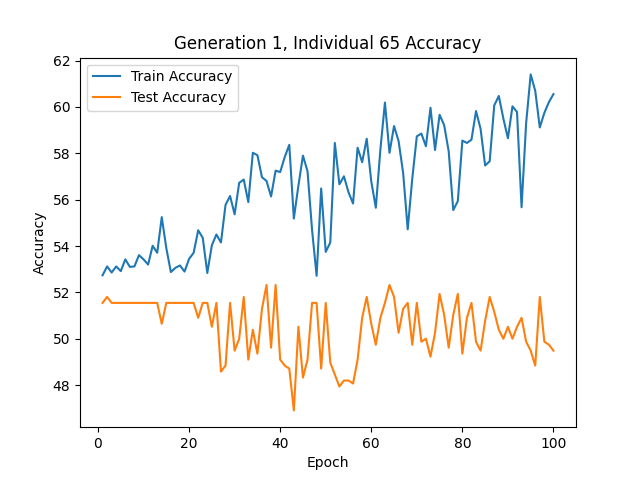 Generation 1, Individual 65 Accuracy
Train Accuracy
Test Accuracy
62
60
58
56
54
52
50
48
Accuracy
0 20 40 60 80 100
Epoch